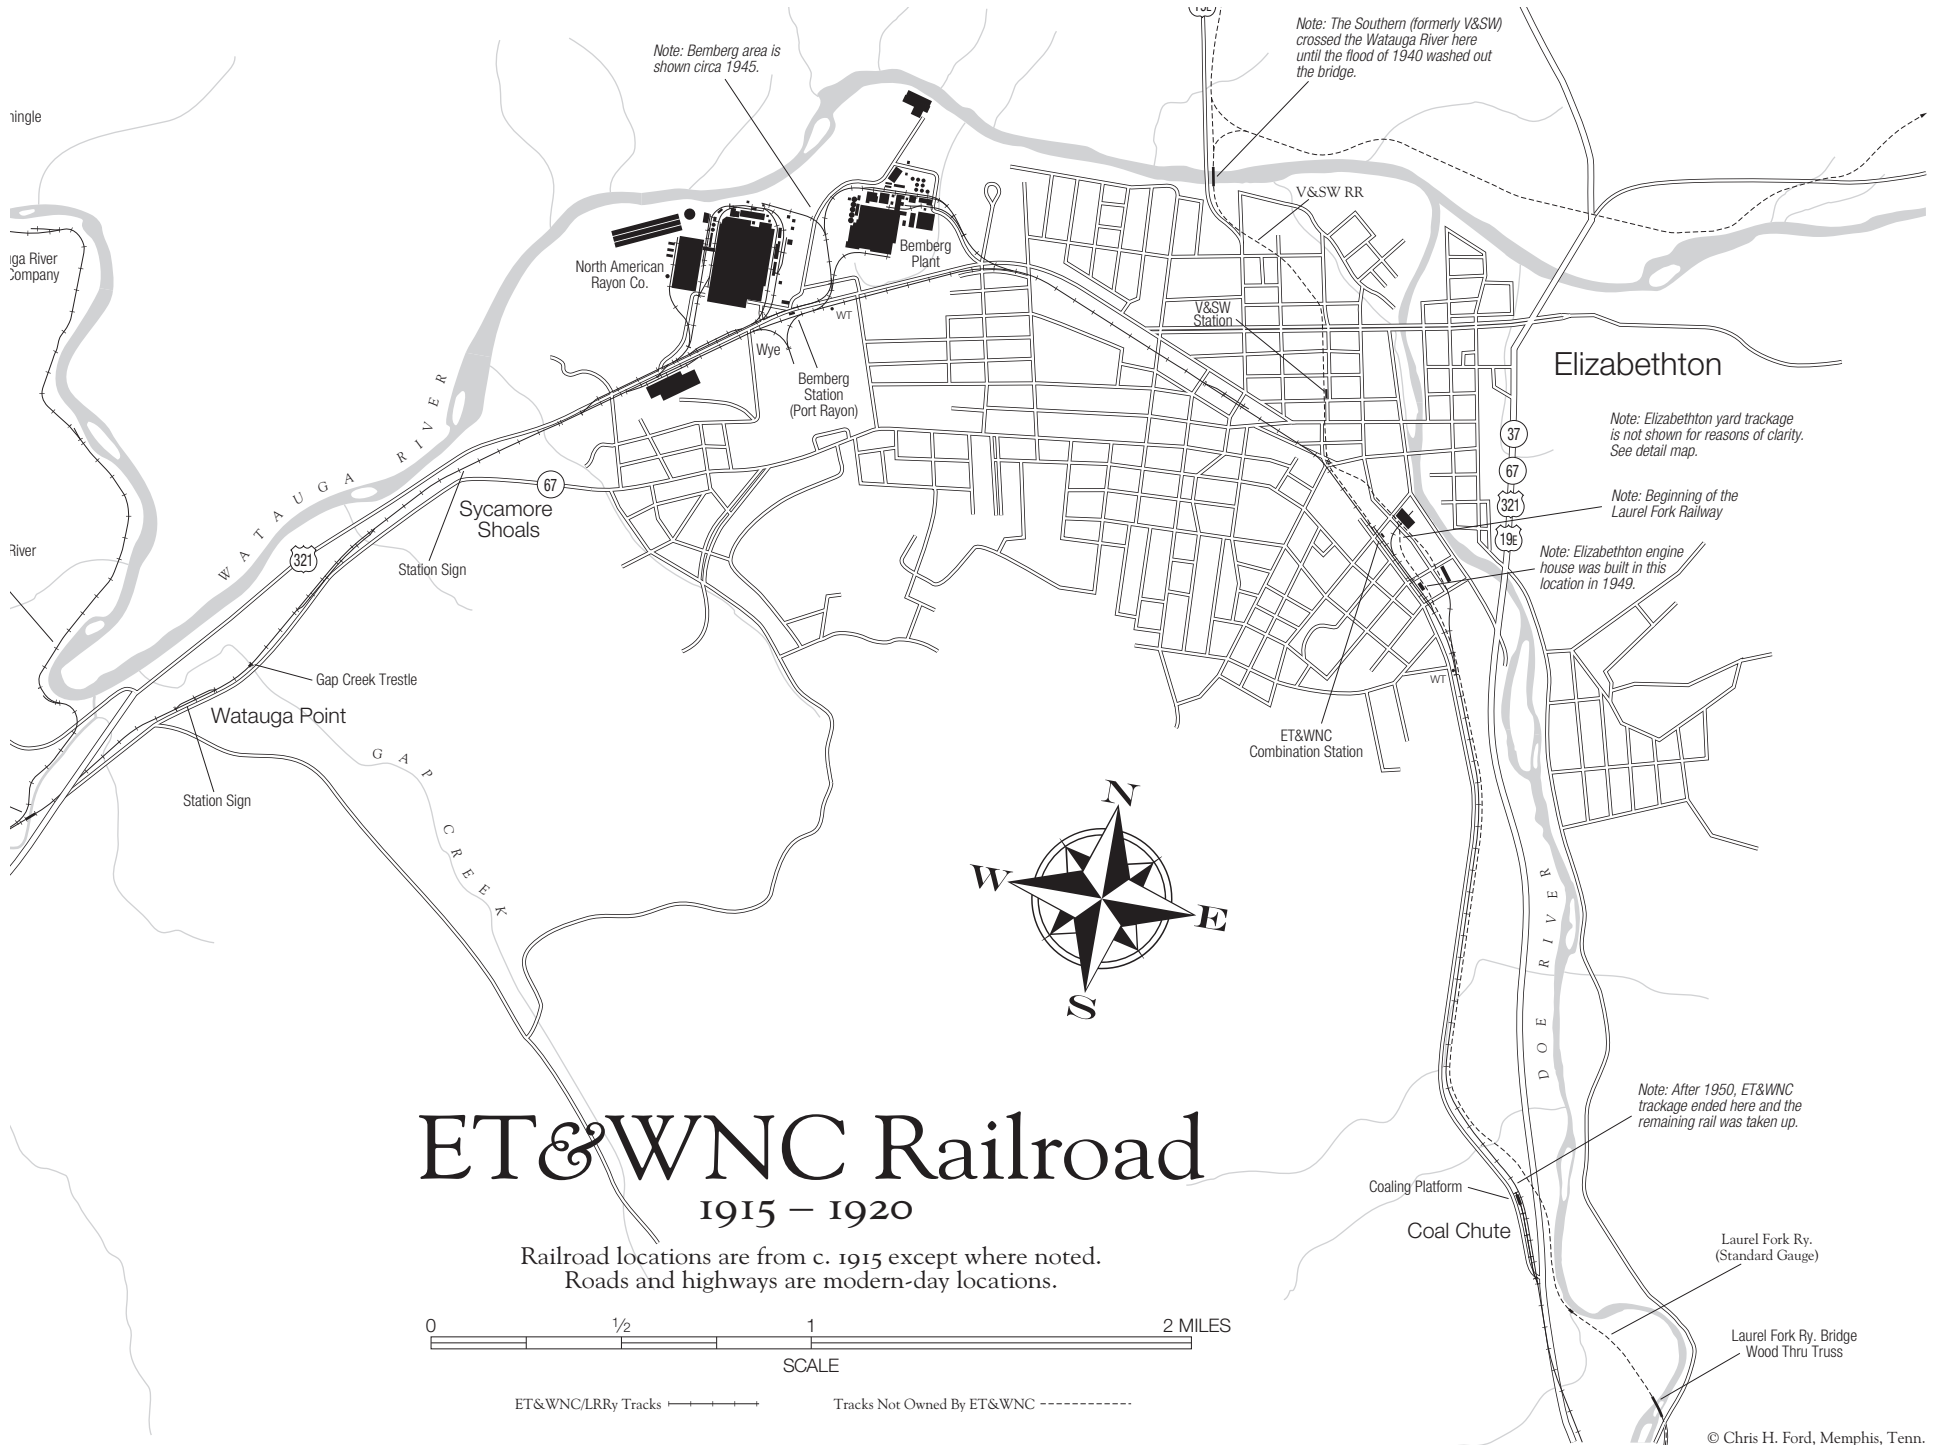 19E
Note: The Southern (formerly V&SW)
crossed the Watauga River here
until the flood of 1940 washed out
the bridge.
Note: Bemberg area is
shown circa 1945.
V&SW RR
North American
Rayon Co.
Bemberg
Plant
WT
Wye
Bemberg
Station
(Port Rayon)
V&SW
Station
Elizabethton
Note: Elizabethton yard trackage
is not shown for reasons of clarity.
See detail map.
37
67
321
19E
Note: Beginning of the
Laurel Fork Railway
Note: Elizabethton engine
house was built in this
location in 1949.
River
WATAUGA RIVER
321
67
Sycamore
Shoals
Station Sign
Gap Creek Trestle
Watauga Point
Station Sign
GAP CREEK
WT
ET&WNC
Combination Station
N
W
E
S
DOE RIVER
Note: After 1950, ET&WNC
trackage ended here and the
remaining rail was taken up.
Coaling Platform
Coal Chute
Laurel Fork Ry.
(Standard Gauge)
Laurel Fork Ry. Bridge
Wood Thru Truss
ET&WNC Railroad
1915 – 1920
Railroad locations are from c. 1915 except where noted.
Roads and highways are modern-day locations.
0 1/2 1 2 MILES
SCALE
ET&WNC/LRRy Tracks
Tracks Not Owned By ET&WNC
© Chris H. Ford, Memphis, Tenn.